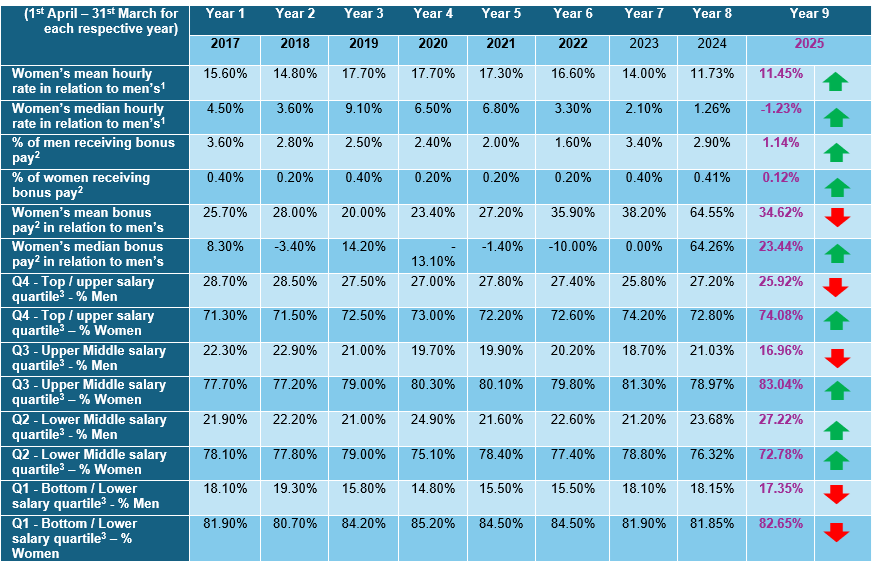 (1st April – 31st March for each respective year) Year 1 Year 2 Year 3 Year 4 Year 5 Year 6 Year 7 Year 8 Year 9
2017 2018 2019 2020 2021 2022 2023 2024 2025
Women's mean hourly rate in relation to men's1 15.60% 14.80% 17.70% 17.70% 17.30% 16.60% 14.00% 11.73% 11.45%
Women's median hourly rate in relation to men's1 4.50% 3.60% 9.10% 6.50% 6.80% 3.30% 2.10% 1.26% -1.23%
% of men receiving bonus pay2 3.60% 2.80% 2.50% 2.40% 2.00% 1.60% 3.40% 2.90% 1.14%
% of women receiving bonus pay2 0.40% 0.20% 0.40% 0.20% 0.20% 0.20% 0.40% 0.41% 0.12%
Women's mean bonus pay2 in relation to men's 25.70% 28.00% 20.00% 23.40% 27.20% 35.90% 38.20% 64.55% 34.62%
Women's median bonus pay2 in relation to men's 8.30% -3.40% 14.20% -13.10% -1.40% -10.00% 0.00% 64.26% 23.44%
Q4 - Top / upper salary quartile3 - % Men 28.70% 28.50% 27.50% 27.00% 27.80% 27.40% 25.80% 27.20% 25.92%
Q4 - Top / upper salary quartile3 – % Women 71.30% 71.50% 72.50% 73.00% 72.20% 72.60% 74.20% 72.80% 74.08%
Q3 - Upper Middle salary quartile3 - % Men 22.30% 22.90% 21.00% 19.70% 19.90% 20.20% 18.70% 21.03% 16.96%
Q3 - Upper Middle salary quartile3 – % Women 77.70% 77.20% 79.00% 80.30% 80.10% 79.80% 81.30% 78.97% 83.04%
Q2 - Lower Middle salary quartile3 - % Men 21.90% 22.20% 21.00% 24.90% 21.60% 22.60% 21.20% 23.68% 27.22%
Q2 - Lower Middle salary quartile3 – % Women 78.10% 77.80% 79.00% 75.10% 78.40% 77.40% 78.80% 76.32% 72.78%
Q1 - Bottom / Lower salary quartile3 - % Men 18.10% 19.30% 15.80% 14.80% 15.50% 15.50% 18.10% 18.15% 17.35%
Q1 - Bottom / Lower salary quartile3 – % Women 81.90% 80.70% 84.20% 85.20% 84.50% 84.50% 81.90% 81.85% 82.65%